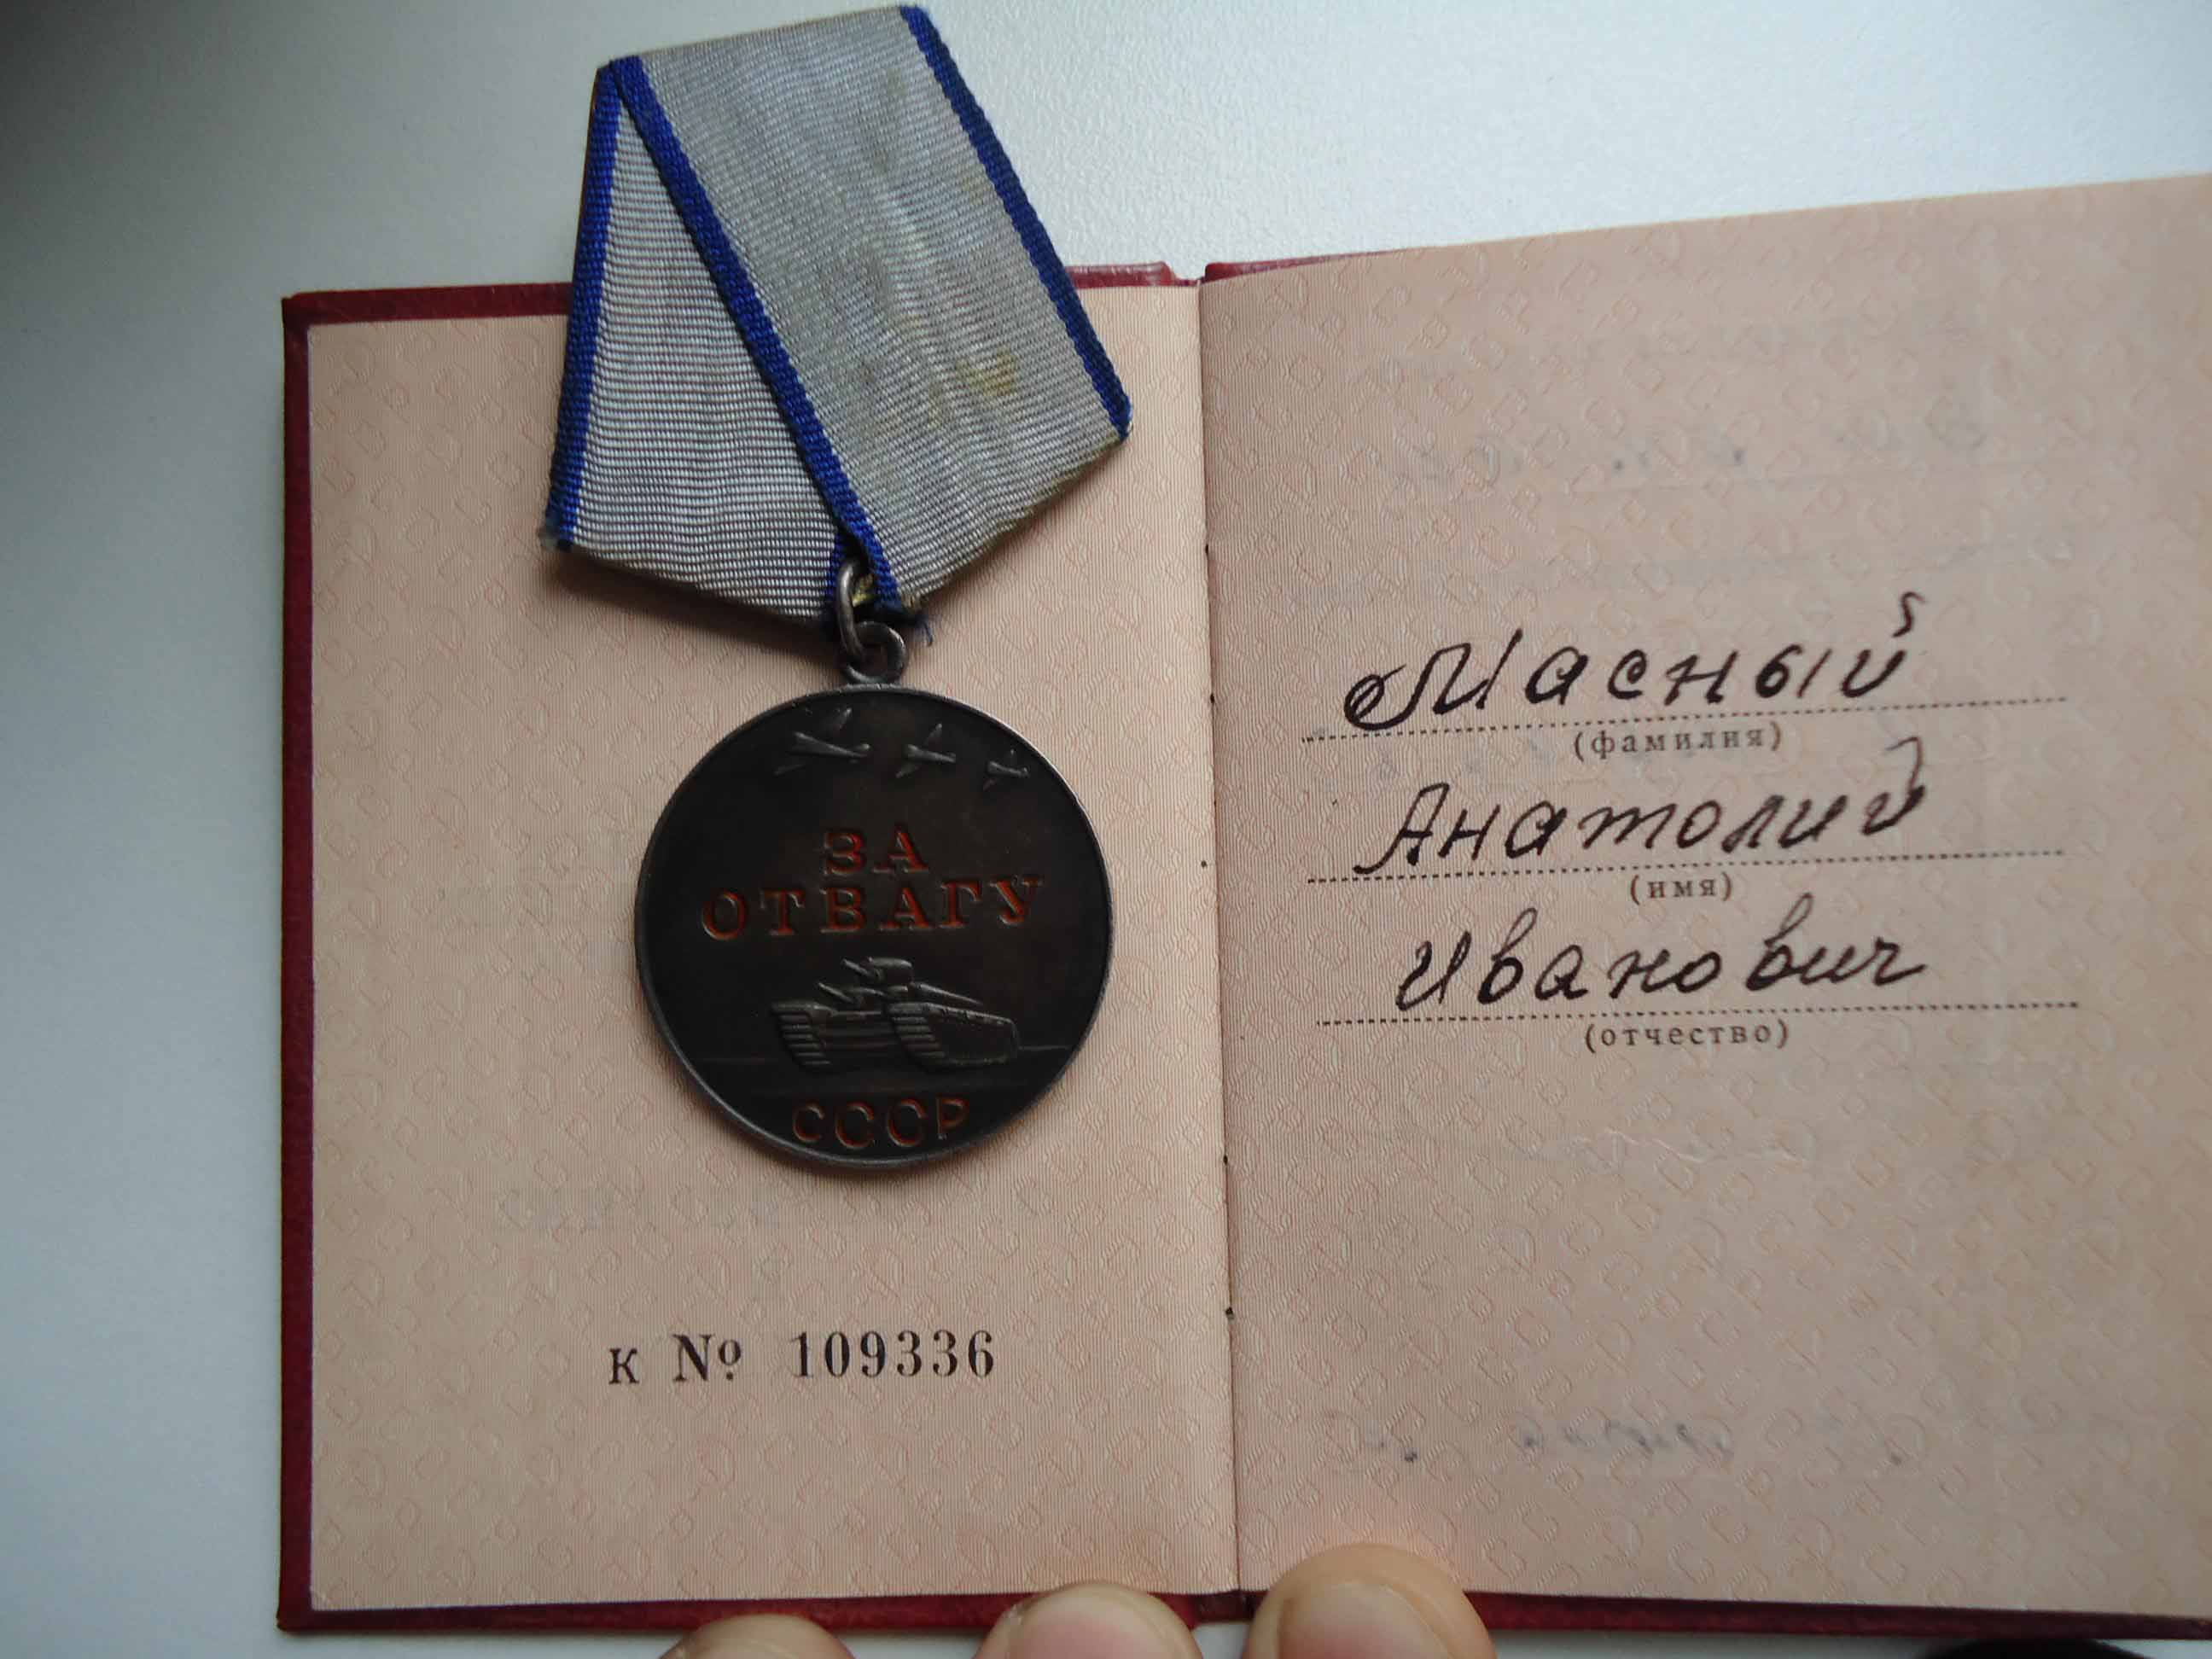 ЗА
ОТВАГУ
СССР
к № 109336
Масный
(фамилия)
Анатолий
(имя)
Иванович
(отчество)